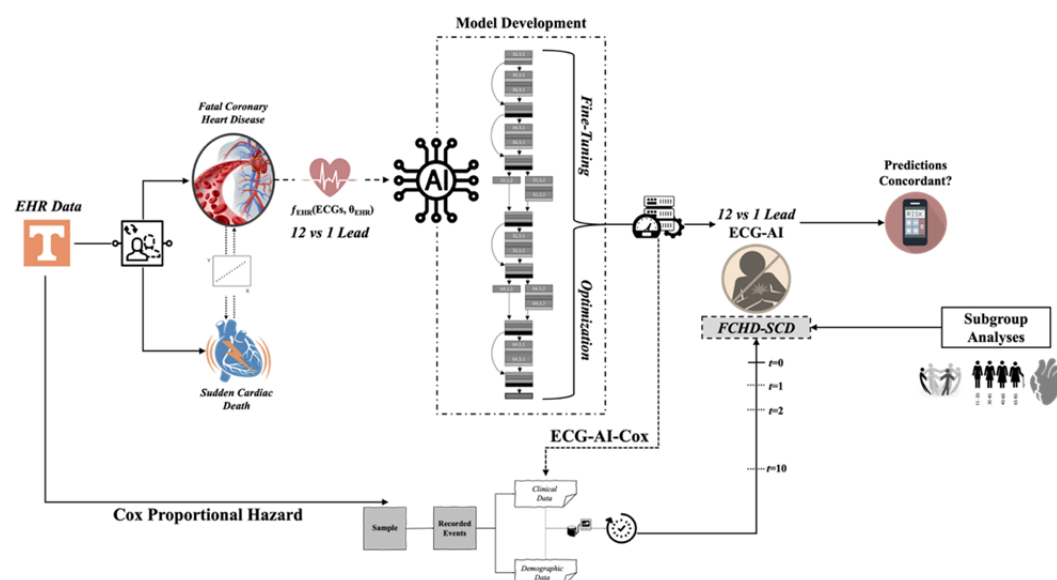 Model Development
Fatal Coronary
Heart Disease
EHR Data
T
AI
fEHR(ECGs, θEHR)
12 vs 1 Lead
Y
X
Sudden Cardiac
Death
Fine-Tuning
Optimization
12 vs 1 Lead
ECG-AI
Predictions
Concordant?
RISK
FCHD-SCD
Subgroup
Analyses
t=0
t=1
t=2
t=10
ECG-AI-Cox
Cox Proportional Hazard
Sample
Recorded
Events
Clinical
Data
Demographic
Data